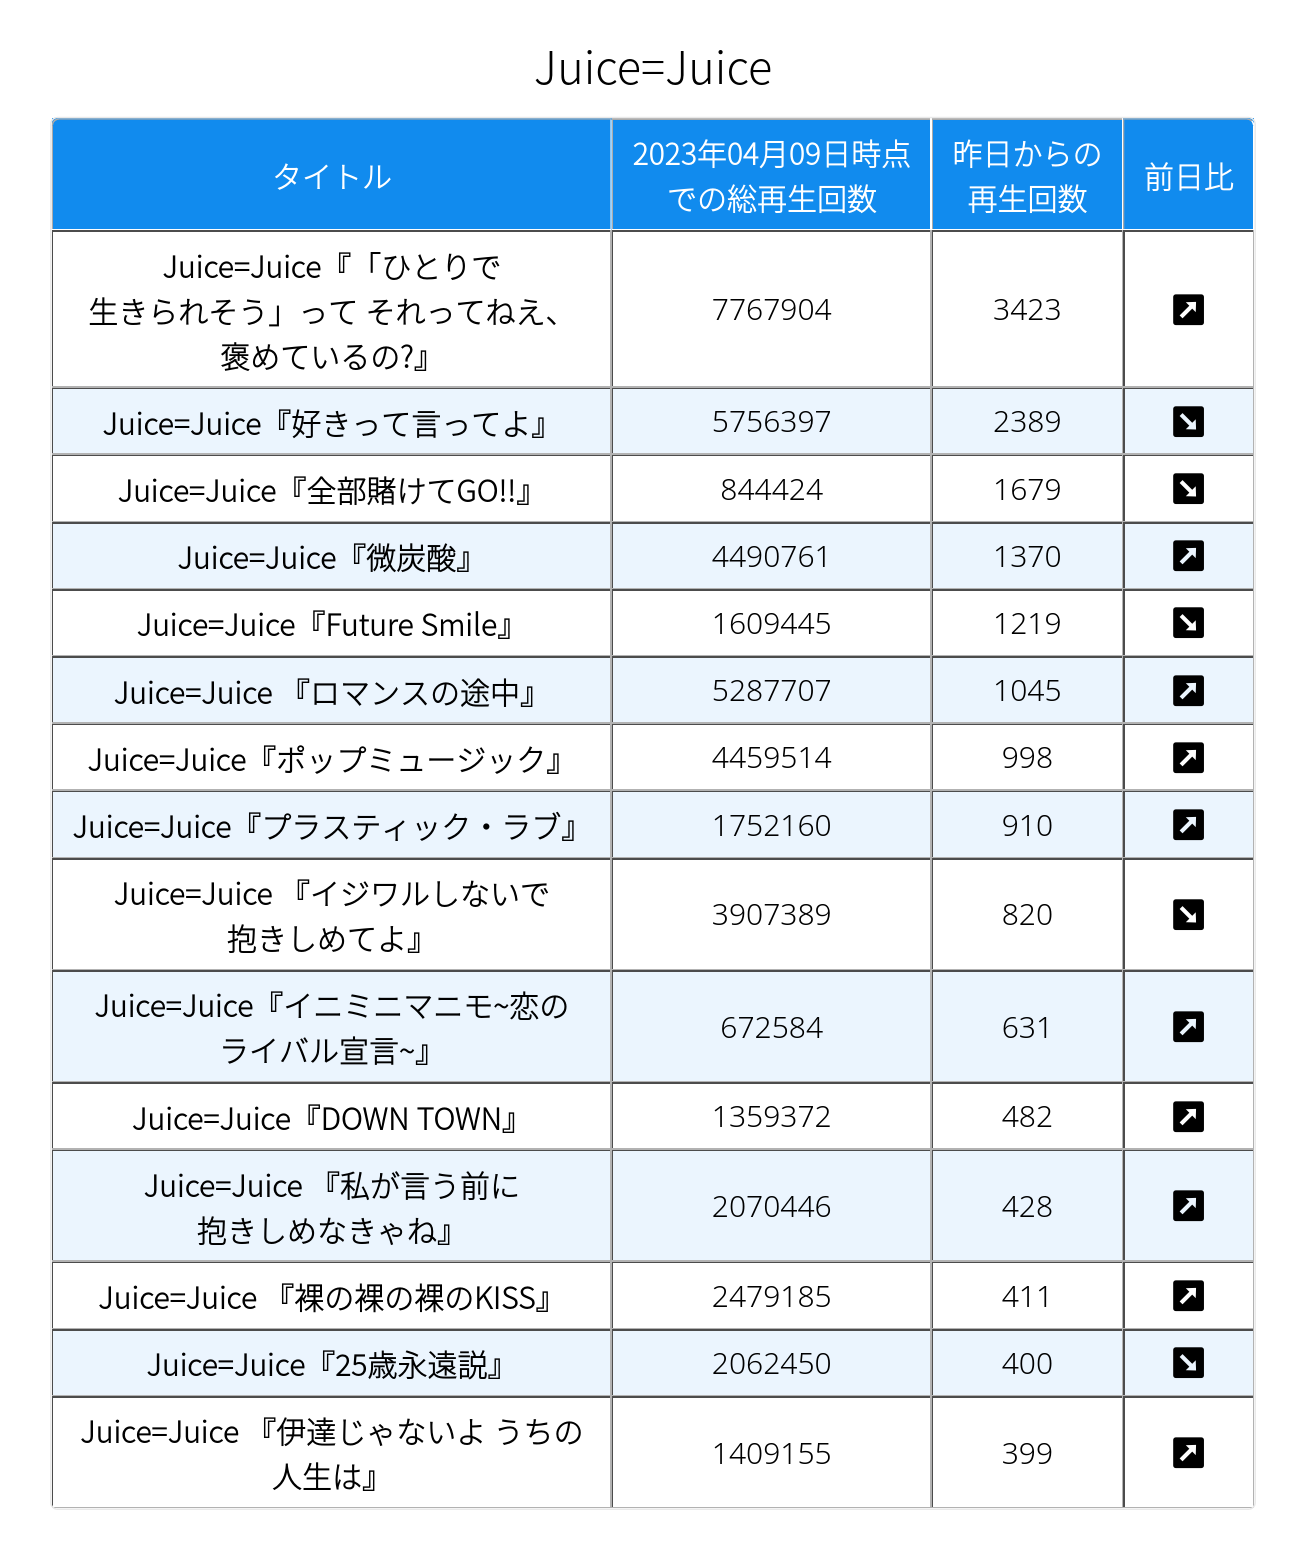 Juice=Juice
タイトル
2023年04月09日時点
での総再生回数
昨日からの
再生回数
前日比
Juice=Juice『「ひとりで
生きられそう」って それってねえ、
褒めているの?』
7767904
3423
↗
Juice=Juice『好きって言ってよ』
5756397
2389
↘
Juice=Juice『全部賭けてGO!!』
844424
1679
↘
Juice=Juice『微炭酸』
4490761
1370
↗
Juice=Juice『Future Smile』
1609445
1219
↘
Juice=Juice 『ロマンスの途中』
5287707
1045
↗
Juice=Juice『ポップミュージック』
4459514
998
↗
Juice=Juice『プラスティック・ラブ』
1752160
910
↗
Juice=Juice 『イジワルしないで
抱きしめてよ』
3907389
820
↘
Juice=Juice『イニミニマニモ~恋の
ライバル宣言~』
672584
631
↗
Juice=Juice『DOWN TOWN』
1359372
482
↗
Juice=Juice 『私が言う前に
抱きしめなきゃね』
2070446
428
↗
Juice=Juice 『裸の裸の裸のKISS』
2479185
411
↗
Juice=Juice『25歳永遠説』
2062450
400
↘
Juice=Juice 『伊達じゃないよ うちの
人生は』
1409155
399
↗